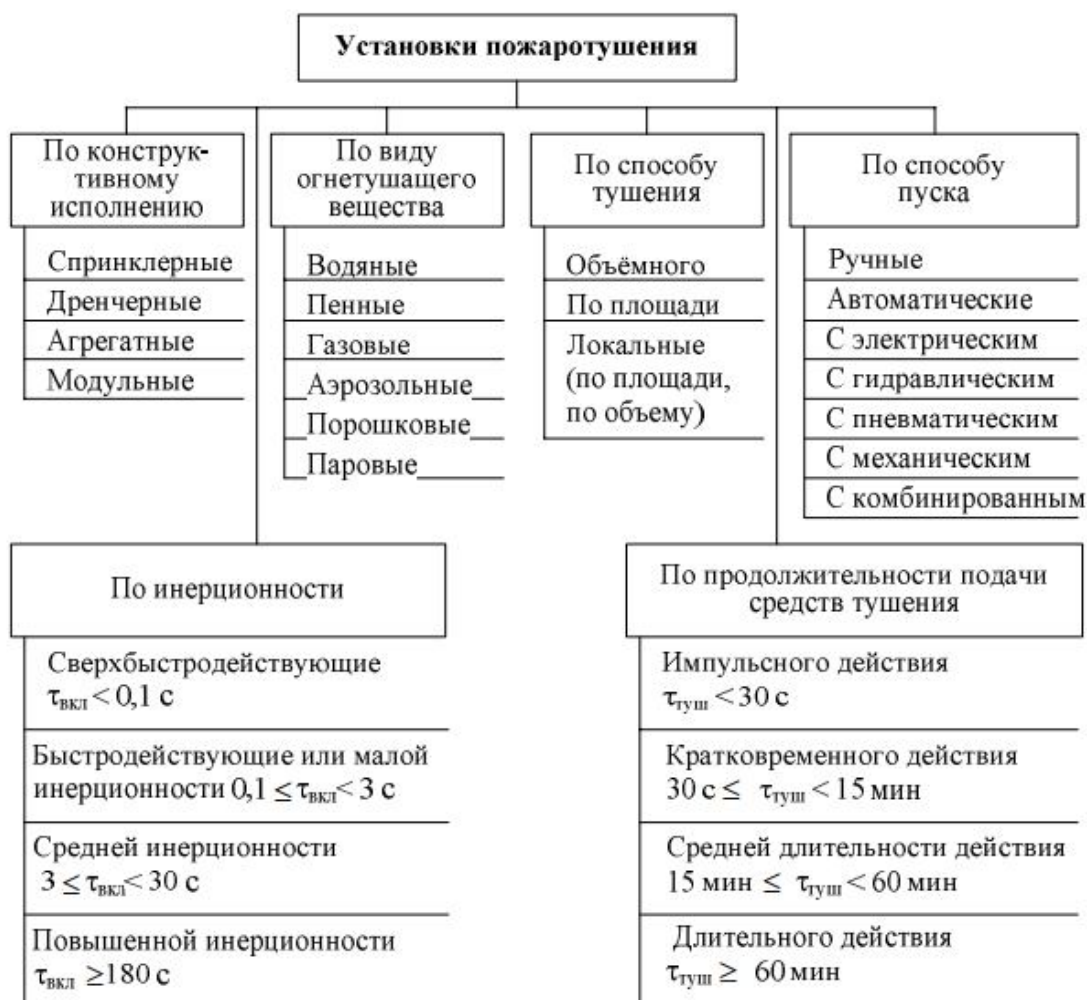 Установки пожаротушения
По конструк-
тивному
исполнению
Спринклерные
Дренчерные
Агрегатные
Модульные
По виду
огнетушащего
вещества
Водяные
Пенные
Газовые
Аэрозольные
Порошковые
Паровые
По способу
тушения
Объёмного
По площади
Локальные
(по площади,
по объему)
По способу
пуска
Ручные
Автоматические
С электрическим
С гидравлическим
С пневматическим
С механическим
С комбинированным
По инерционности
Сверхбыстродействующие
τвкл < 0,1 с
Быстродействующие или малой
инерционности 0,1 ≤ τвкл < 3 с
Средней инерционности
3 ≤ τвкл < 30 с
Повышенной инерционности
τвкл ≥180 с
По продолжительности подачи
средств тушения
Импульсного действия
τтуш < 30 с
Кратковременного действия
30 с ≤ τтуш < 15 мин
Средней длительности действия
15 мин ≤ τтуш < 60 мин
Длительного действия
τтуш ≥ 60 мин